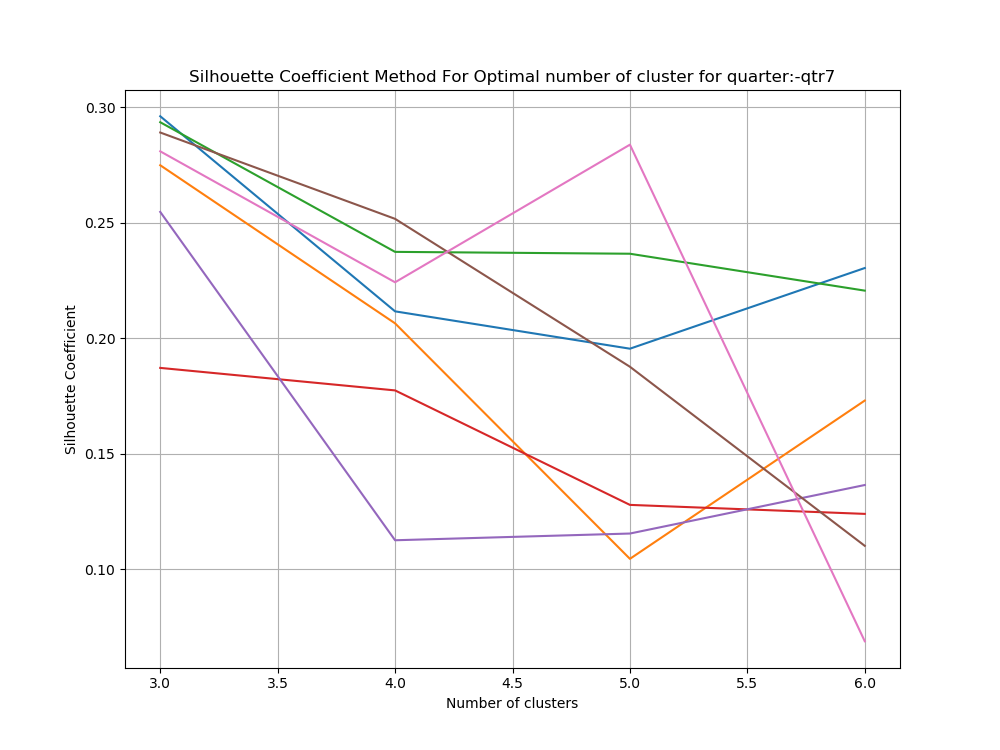 Silhouette Coefficient Method For Optimal number of cluster for quarter:-qtr7
0.30
0.25
0.20
0.15
0.10
Silhouette Coefficient
3.0 3.5 4.0 4.5 5.0 5.5 6.0
Number of clusters